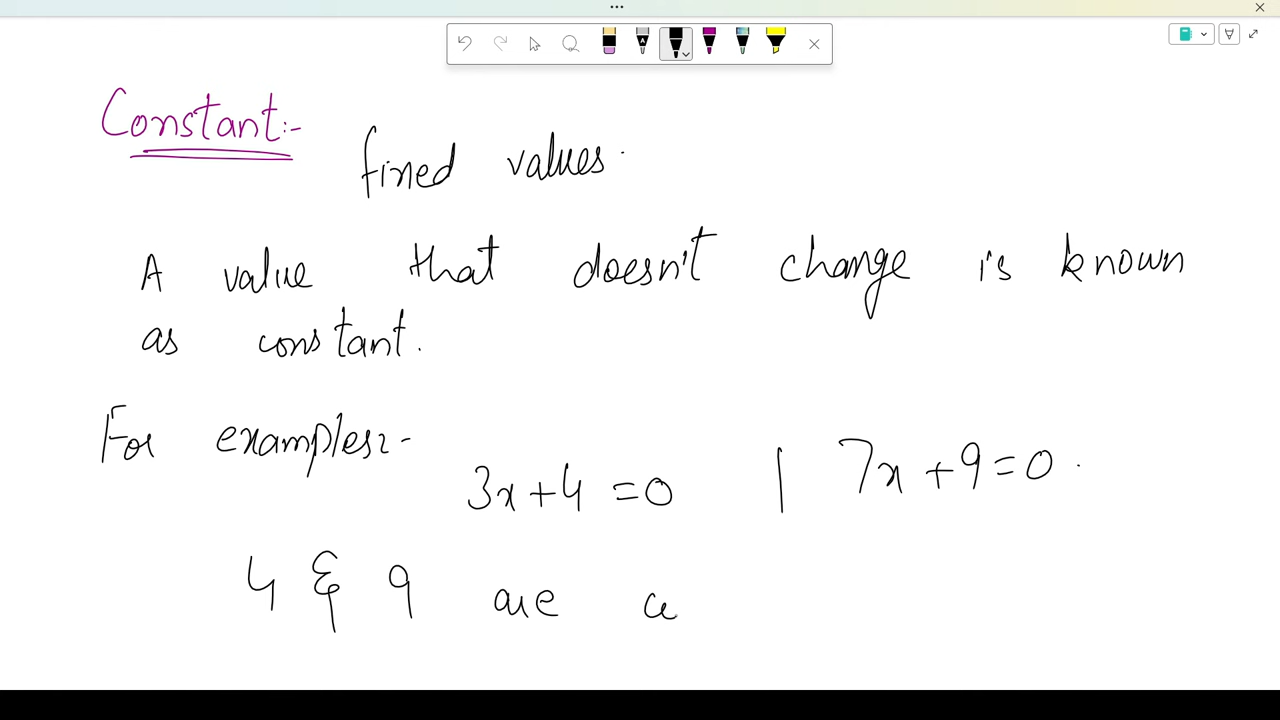 Constant:-
fixed values.
A value that doesn't change is known
as constant.
For examples:-
3x+4=0 | 7x+9=0.
4 & 9 are